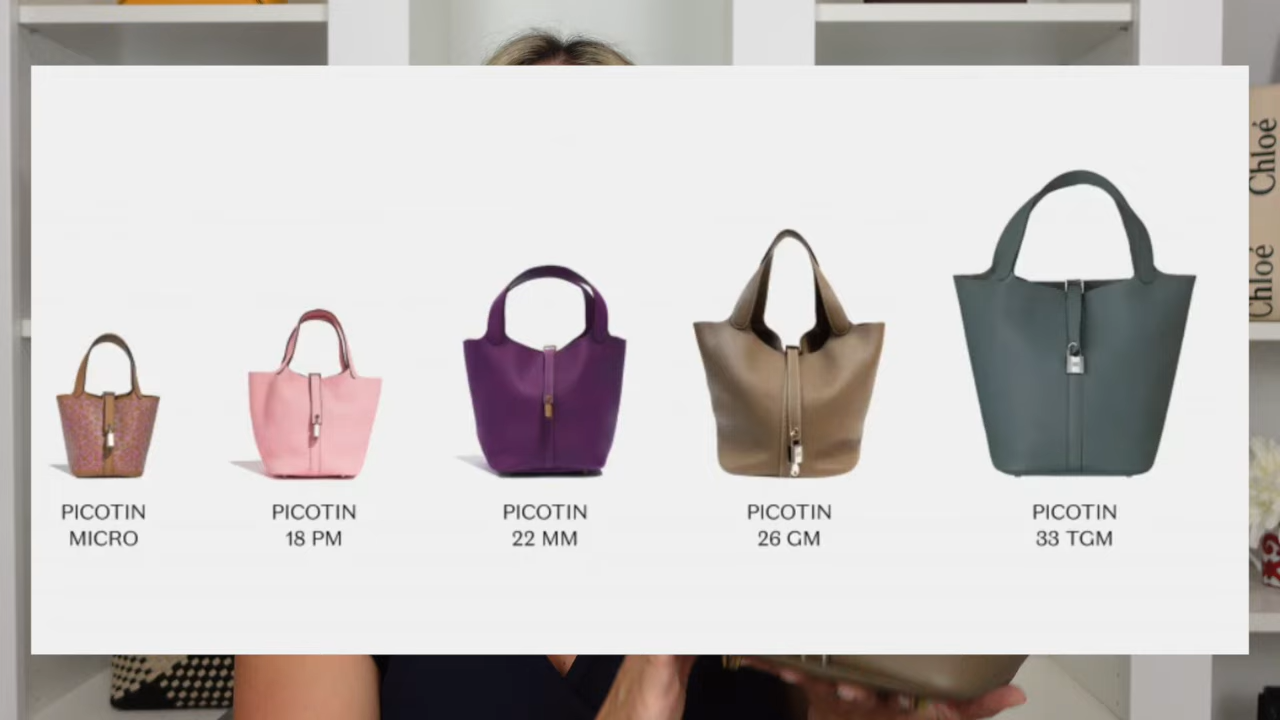 Chloé
Chloé
PICOTIN
MICRO
PICOTIN
18 PM
PICOTIN
22 MM
PICOTIN
26 GM
PICOTIN
33 TGM